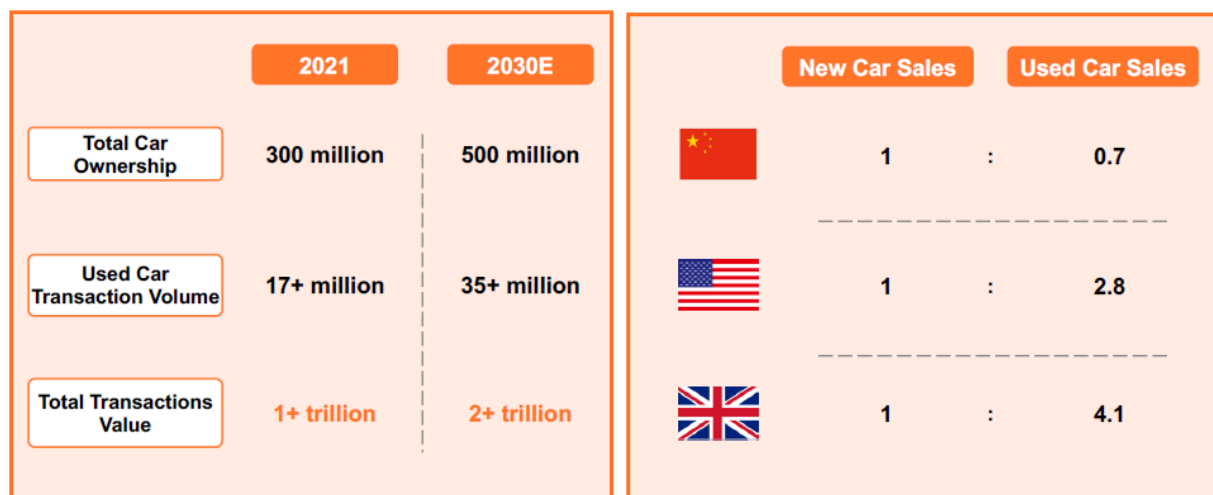 2021 2030E
Total Car
Ownership
300 million 500 million
Used Car
Transaction Volume
17+ million 35+ million
Total Transactions
Value
1+ trillion 2+ trillion
New Car Sales : Used Car Sales
1 : 0.7
1 : 2.8
1 : 4.1